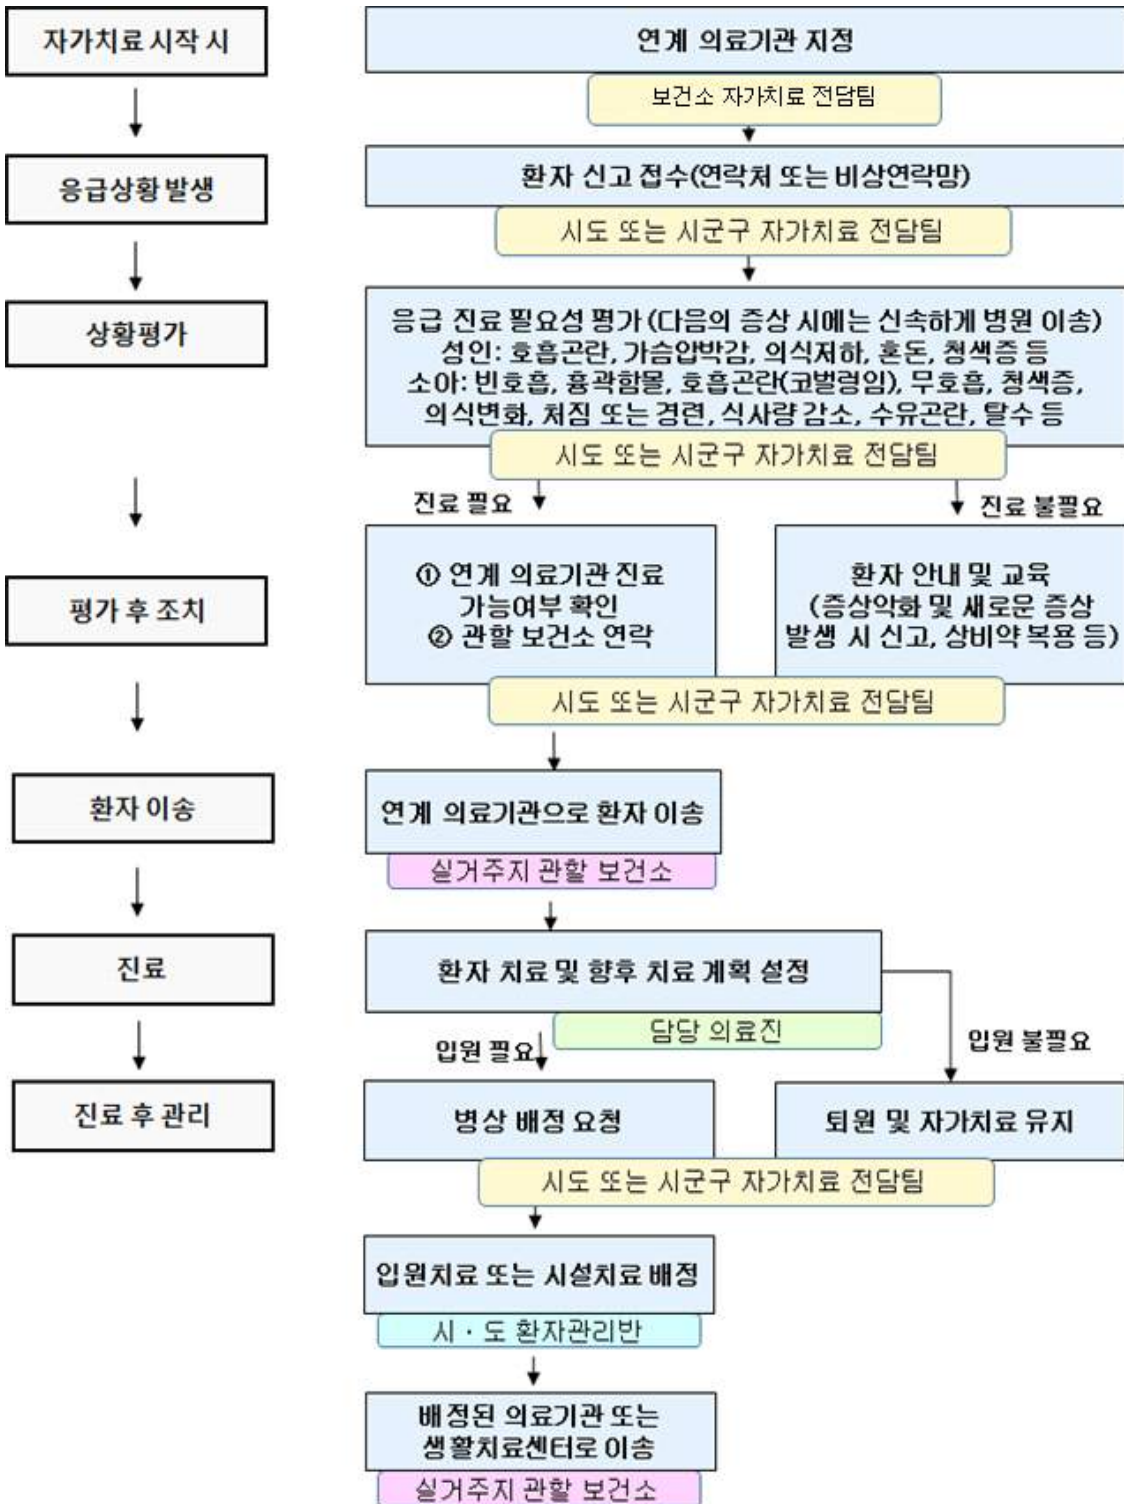 자가치료 시작 시
연계 의료기관 지정
보건소 자가치료 전담팀
응급상황 발생
환자 신고 접수(연락처 또는 비상연락망)
시도 또는 시군구 자가치료 전담팀
상황평가
응급 진료 필요성 평가 (다음의 증상 시에는 신속하게 병원 이송)
성인: 호흡곤란, 가슴압박감, 의식저하, 혼돈, 청색증 등
소아: 빈호흡, 흉곽함몰, 호흡곤란(코벌렁임), 무호흡, 청색증,
의식변화, 처짐 또는 경련, 식사량 감소, 수유곤란, 탈수 등
시도 또는 시군구 자가치료 전담팀
진료 필요
진료 불필요
평가 후 조치
① 연계 의료기관 진료
가능여부 확인
② 관할 보건소 연락
환자 안내 및 교육
(증상악화 및 새로운 증상
발생 시 신고, 상비약 복용 등)
시도 또는 시군구 자가치료 전담팀
환자 이송
연계 의료기관으로 환자 이송
실거주지 관할 보건소
진료
환자 치료 및 향후 치료 계획 설정
담당 의료진
입원 필요
입원 불필요
진료 후 관리
병상 배정 요청
퇴원 및 자가치료 유지
시도 또는 시군구 자가치료 전담팀
입원치료 또는 시설치료 배정
시 · 도 환자관리반
배정된 의료기관 또는
생활치료센터로 이송
실거주지 관할 보건소